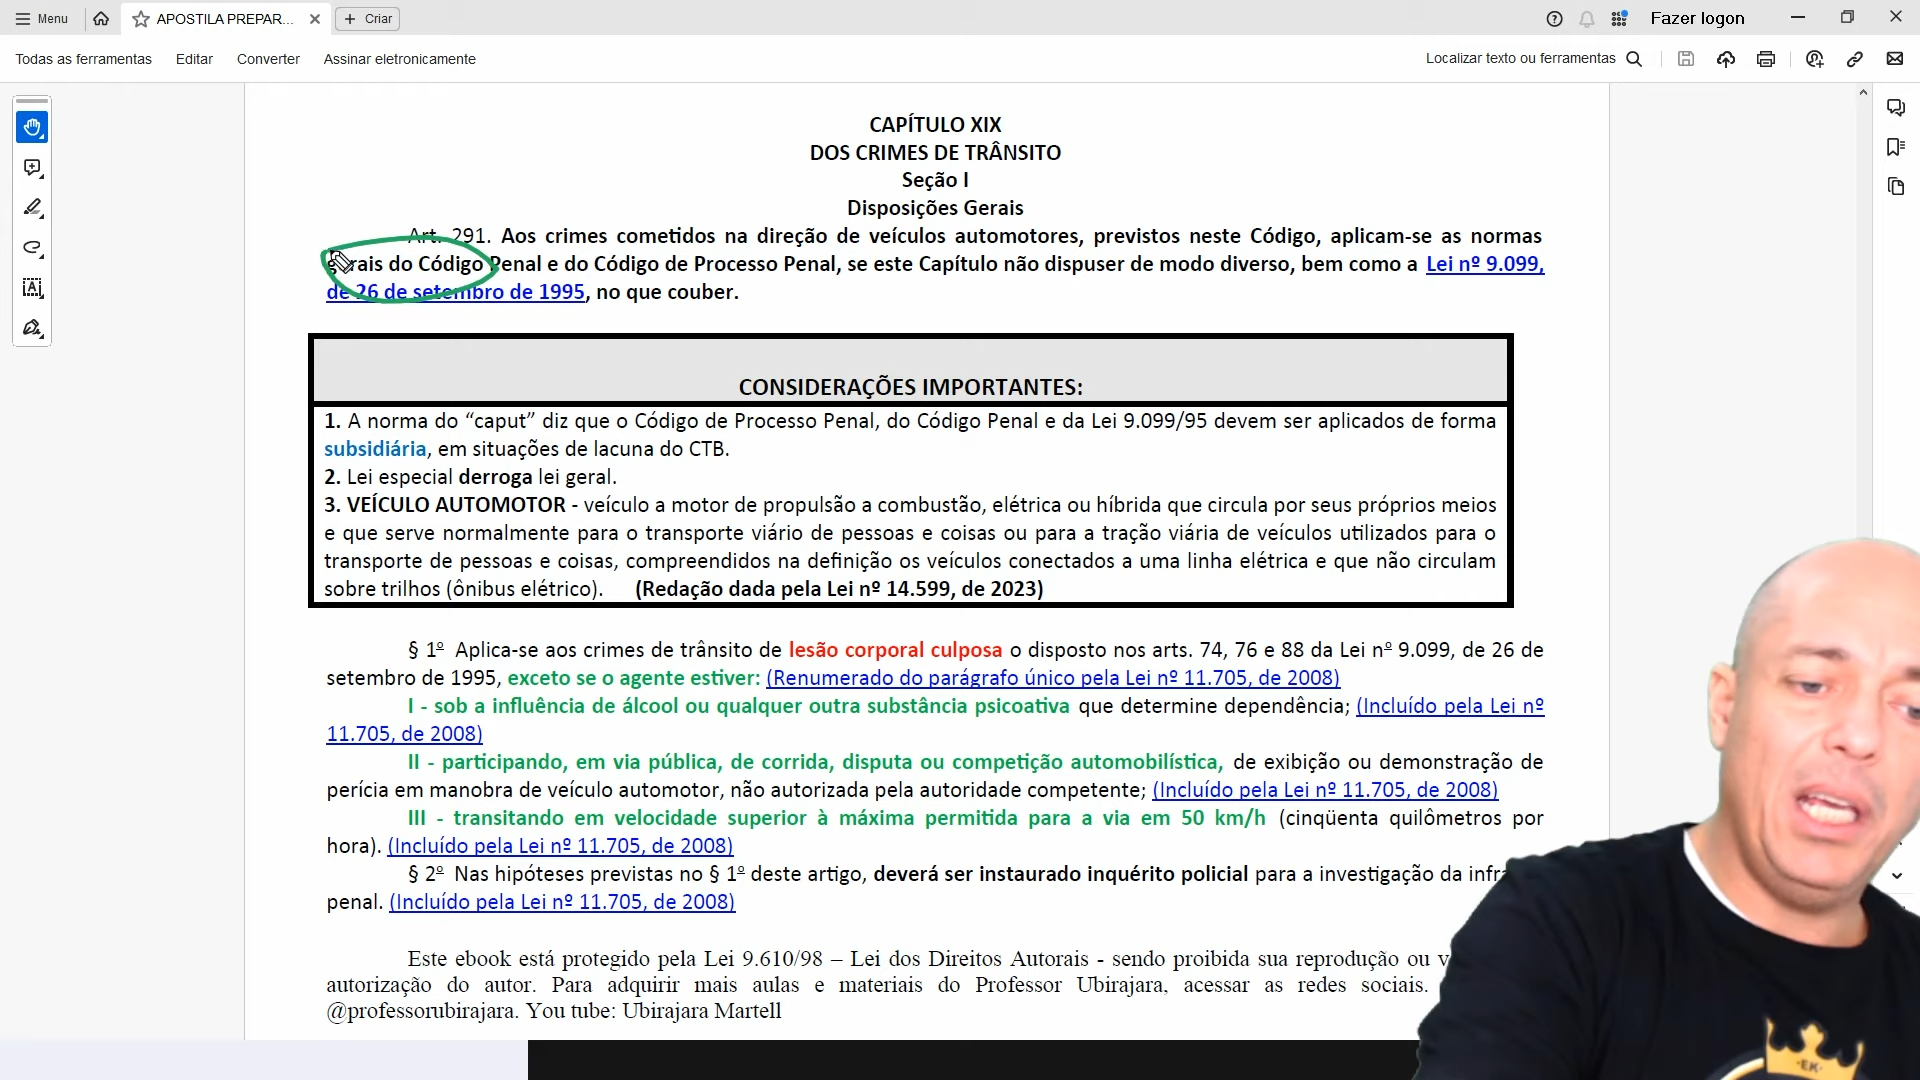 Menu
APOSTILA PREPAR...
Criar
Fazer logon
Todas as ferramentas
Editar
Converter
Assinar eletronicamente
Localizar texto ou ferramentas
CAPÍTULO XIX
DOS CRIMES DE TRÂNSITO
Seção I
Disposições Gerais
Art. 291. Aos crimes cometidos na direção de veículos automotores, previstos neste Código, aplicam-se as normas
gerais do Código Penal e do Código de Processo Penal, se este Capítulo não dispuser de modo diverso, bem como a Lei nº 9.099,
de 26 de setembro de 1995, no que couber.
CONSIDERAÇÕES IMPORTANTES:
1. A norma do “caput” diz que o Código de Processo Penal, do Código Penal e da Lei 9.099/95 devem ser aplicados de forma
subsidiária, em situações de lacuna do CTB.
2. Lei especial derroga lei geral.
3. VEÍCULO AUTOMOTOR - veículo a motor de propulsão a combustão, elétrica ou híbrida que circula por seus próprios meios
e que serve normalmente para o transporte viário de pessoas e coisas ou para a tração viária de veículos utilizados para o
transporte de pessoas e coisas, compreendidos na definição os veículos conectados a uma linha elétrica e que não circulam
sobre trilhos (ônibus elétrico). (Redação dada pela Lei nº 14.599, de 2023)
§ 1º Aplica-se aos crimes de trânsito de lesão corporal culposa o disposto nos arts. 74, 76 e 88 da Lei nº 9.099, de 26 de
setembro de 1995, exceto se o agente estiver: (Renumerado do parágrafo único pela Lei nº 11.705, de 2008)
I - sob a influência de álcool ou qualquer outra substância psicoativa que determine dependência; (Incluído pela Lei nº
11.705, de 2008)
II - participando, em via pública, de corrida, disputa ou competição automobilística, de exibição ou demonstração de
perícia em manobra de veículo automotor, não autorizada pela autoridade competente; (Incluído pela Lei nº 11.705, de 2008)
III - transitando em velocidade superior à máxima permitida para a via em 50 km/h (cinqüenta quilômetros por
hora). (Incluído pela Lei nº 11.705, de 2008)
§ 2º Nas hipóteses previstas no § 1º deste artigo, deverá ser instaurado inquérito policial para a investigação da
penal. (Incluído pela Lei nº 11.705, de 2008)
Este ebook está protegido pela Lei 9.610/98 – Lei dos Direitos Autorais - sendo proibida sua reprodução ou
autorização do autor. Para adquirir mais aulas e materiais do Professor Ubirajara, acessar as redes sociais.
@professorubirajara. You tube: Ubirajara Martell
EK